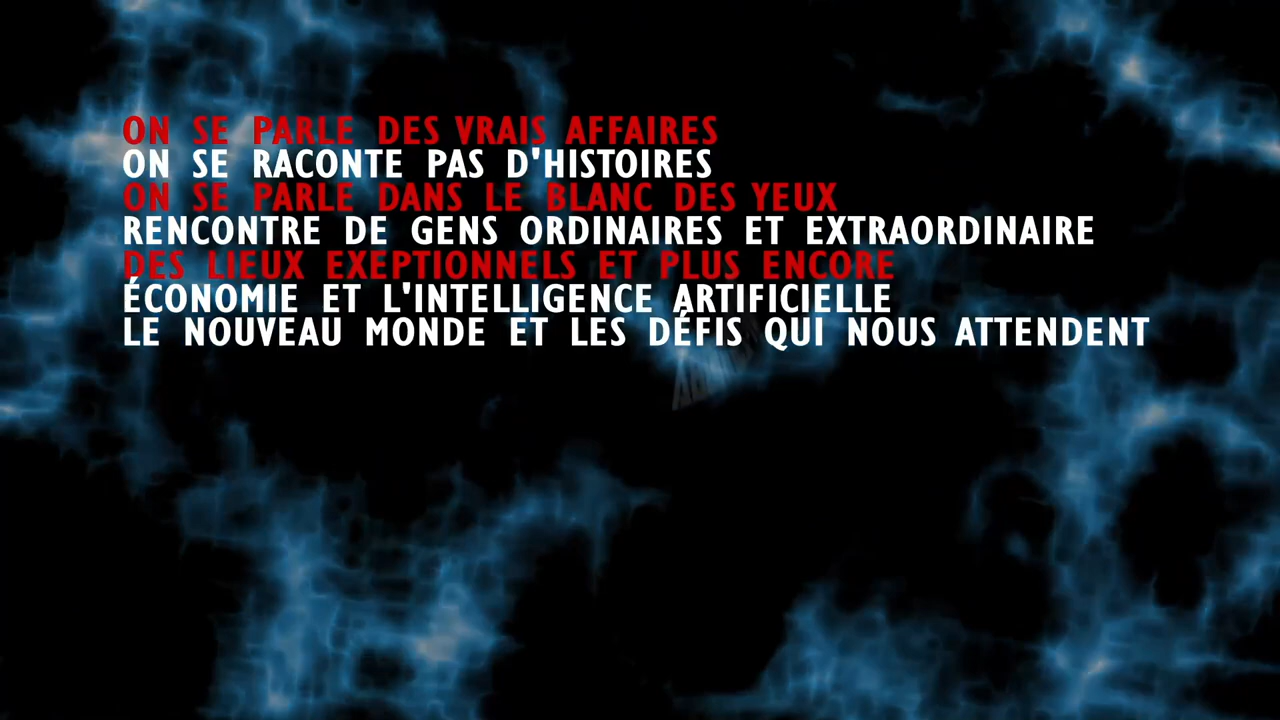 ON SE PARLE DES VRAIS AFFAIRES
ON SE RACONTE PAS D'HISTOIRES
ON SE PARLE DANS LE BLANC DES YEUX
RENCONTRE DE GENS ORDINAIRES ET EXTRAORDINAIRE
DES LIEUX EXEPTIONNELS ET PLUS ENCORE
ÉCONOMIE ET L'INTELLIGENCE ARTIFICIELLE
LE NOUVEAU MONDE ET LES DÉFIS QUI NOUS ATTENDENT